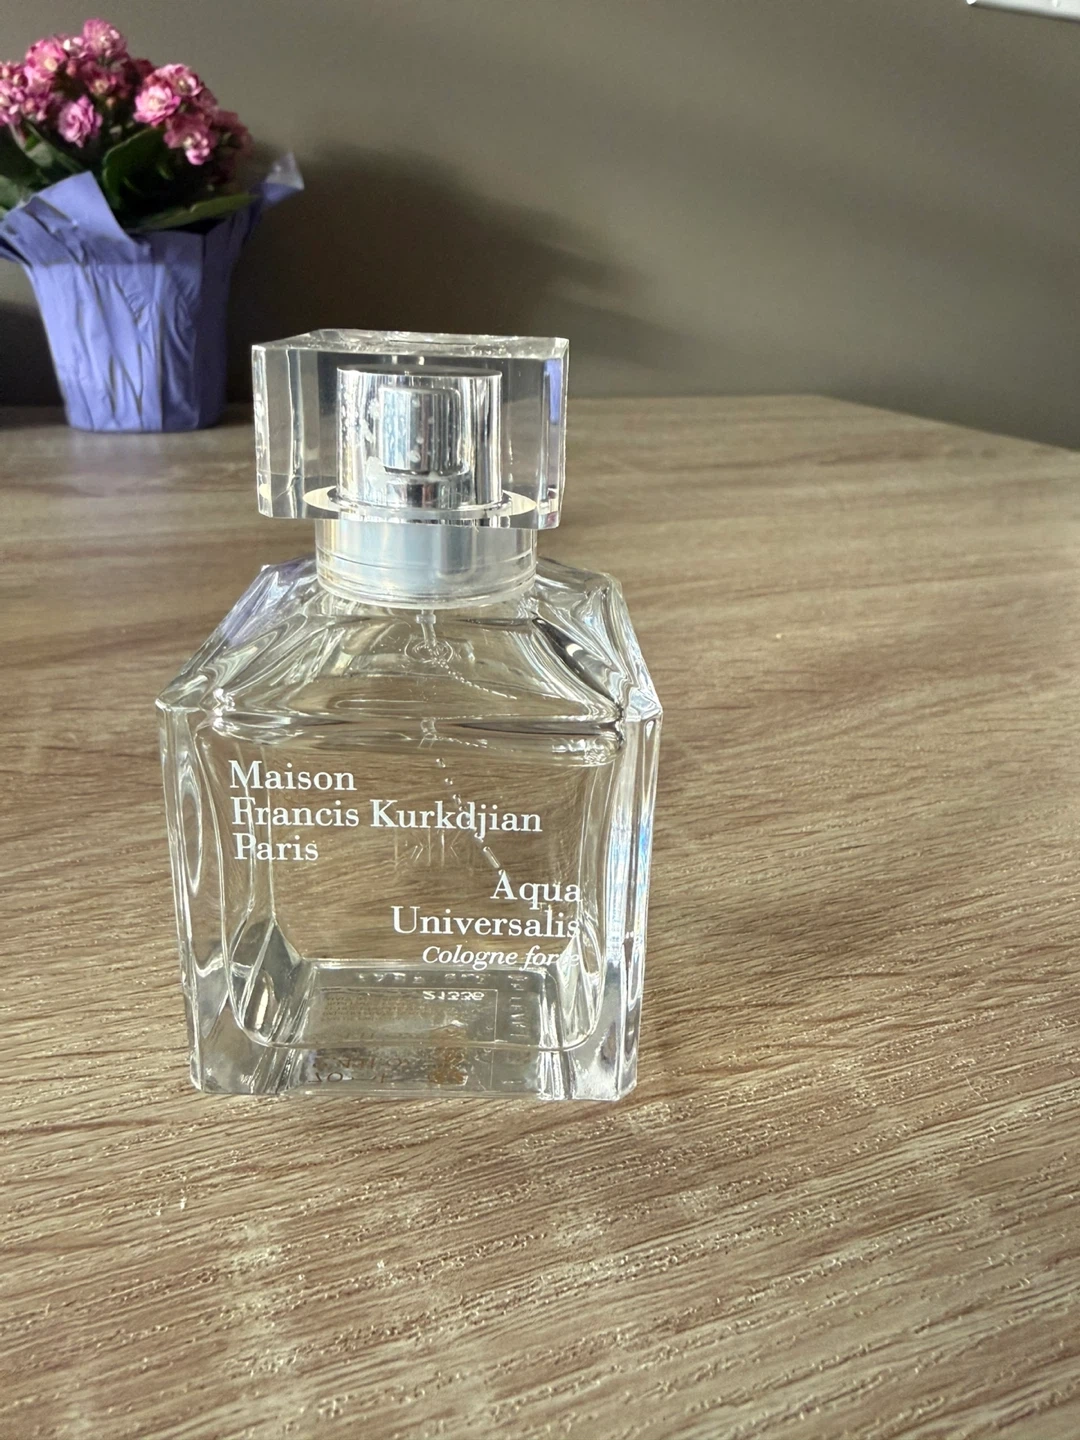 Maison
Francis Kurkdjian
Paris
Aqua
Universalis
Cologne forte